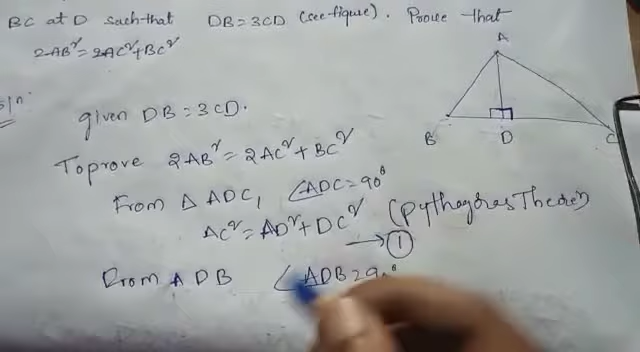 BC at D such that DB=3CD (see figure). Prove that
2AB²=2AC²+BC²
A
sln:
given DB=3CD.
B D C
To prove 2AB²=2AC²+BC²
From △ADC, ∠ADC=90°
AC²=AD²+DC² (Pythagoras Theorem)
→①
From ADB ∠ADB=90°